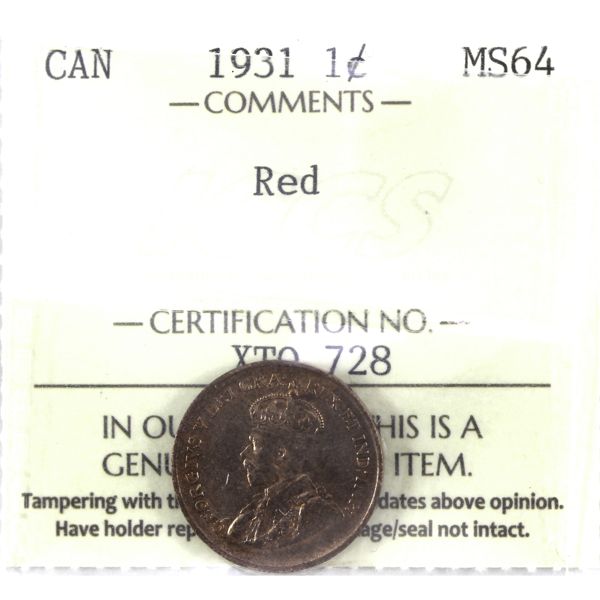 CAN 1931 1¢ MS64
COMMENTS
Red
CERTIFICATION NO.
XTQ 728
IN OU HIS IS A
GENU ITEM.
Tampering with t dates above opinion.
Have holder rep age/seal not intact.